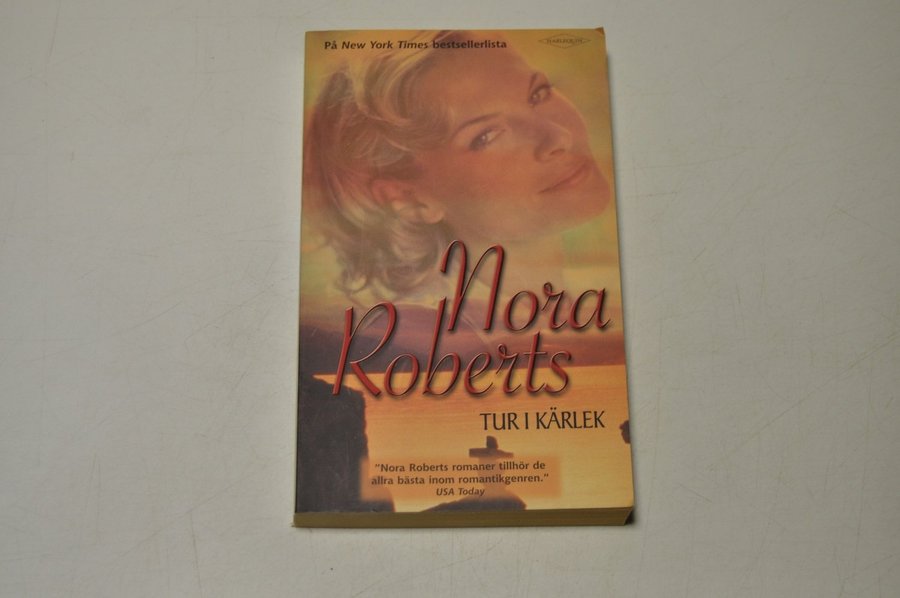 På New York Times bestsellerlista
HARLEQUIN
Nora
Roberts
TUR I KÄRLEK
"Nora Roberts romaner tillhör de
allra bästa inom romantikgenren."
USA Today